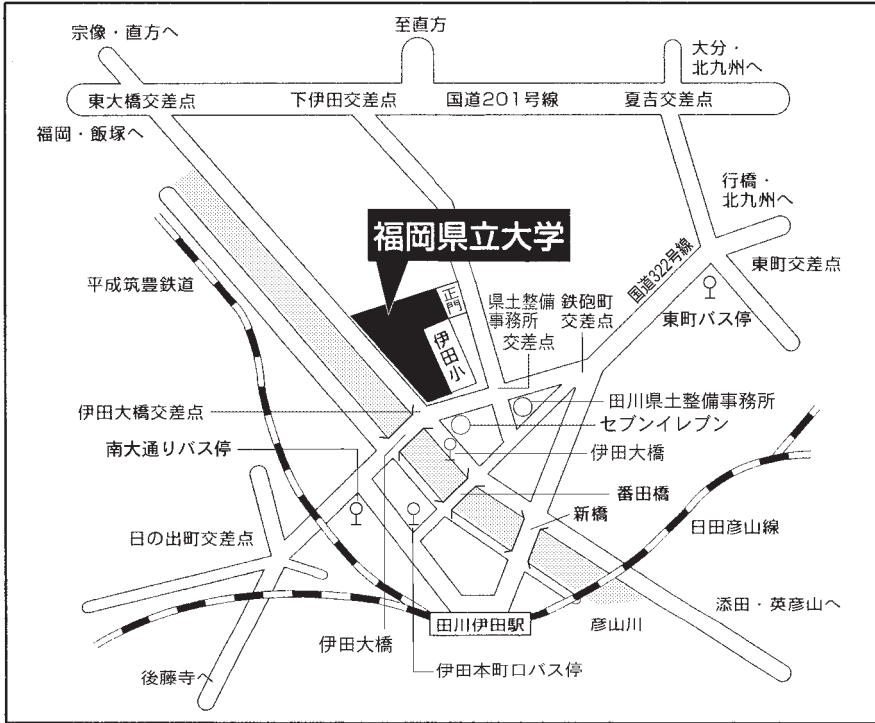 宗像・直方へ
至直方
大分・
北九州へ
東大橋交差点
下伊田交差点
国道201号線
夏吉交差点
福岡・飯塚へ
行橋・
北九州へ
福岡県立大学
国道322号線
東町交差点
平成筑豊鉄道
正門
県土整備
事務所
交差点
鉄砲町
交差点
東町バス停
伊田小
伊田大橋交差点
田川県土整備事務所
セブンイレブン
南大通りバス停
伊田大橋
番田橋
新橋
日の出町交差点
日田彦山線
添田・英彦山へ
田川伊田駅
彦山川
伊田大橋
伊田本町口バス停
後藤寺へ